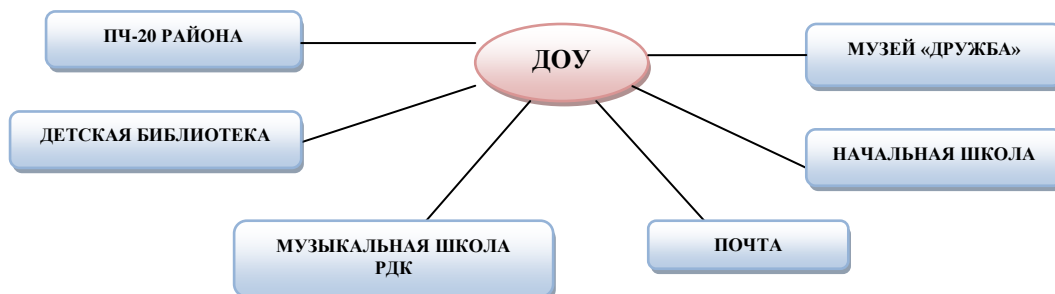 ПЧ-20 РАЙОНА
ДОУ
МУЗЕЙ «ДРУЖБА»
ДЕТСКАЯ БИБЛИОТЕКА
НАЧАЛЬНАЯ ШКОЛА
МУЗЫКАЛЬНАЯ ШКОЛА
РДК
ПОЧТА